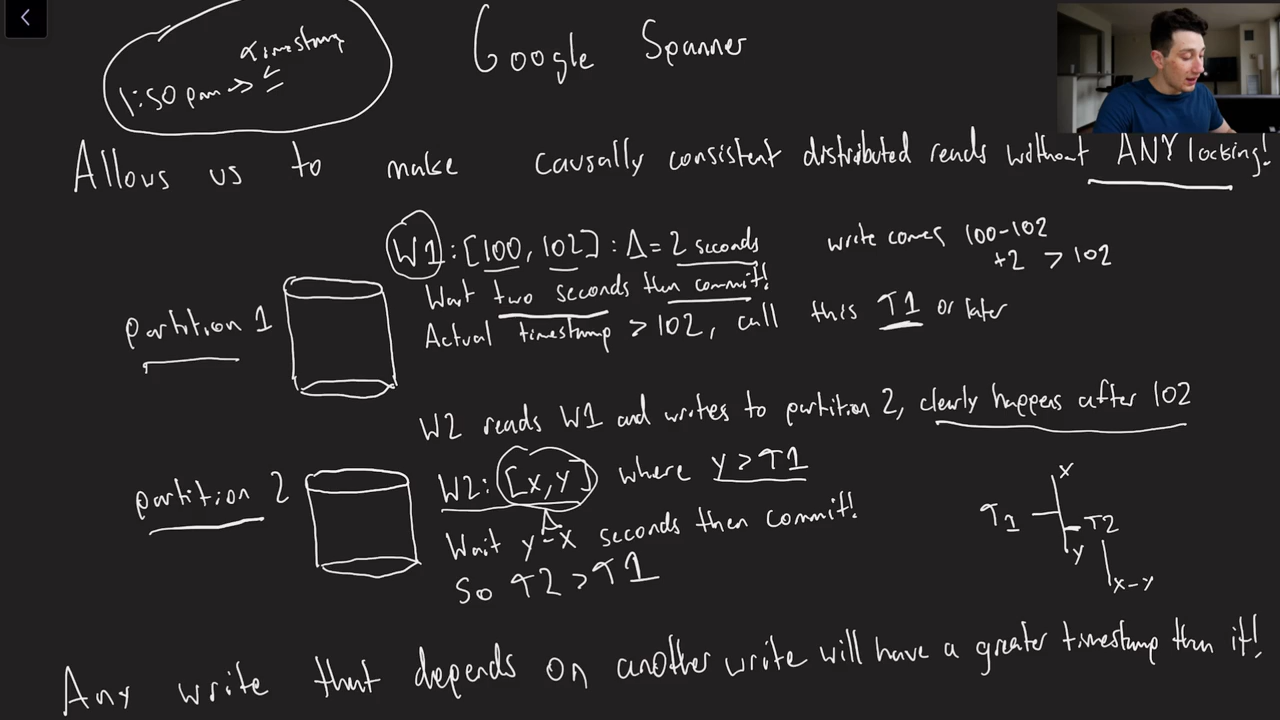 Google Spanner
timestamp
1:50 pm → ≤
Allows us to make causally consistent distributed reads without ANY locking!
W1: [100, 102] : Δ = 2 seconds
write comes 100-102
+2 > 102
Wait two seconds then commit!
partition 1
Actual timestamp > 102, call this T1 or later
W2 reads W1 and writes to partition 2, clearly happens after 102
partition 2
W2: [x,y] where y > T1
Wait y-x seconds then commit!
So T2 > T1
x
T1
T2
y
x-y
Any write that depends on another write will have a greater timestamp than it!